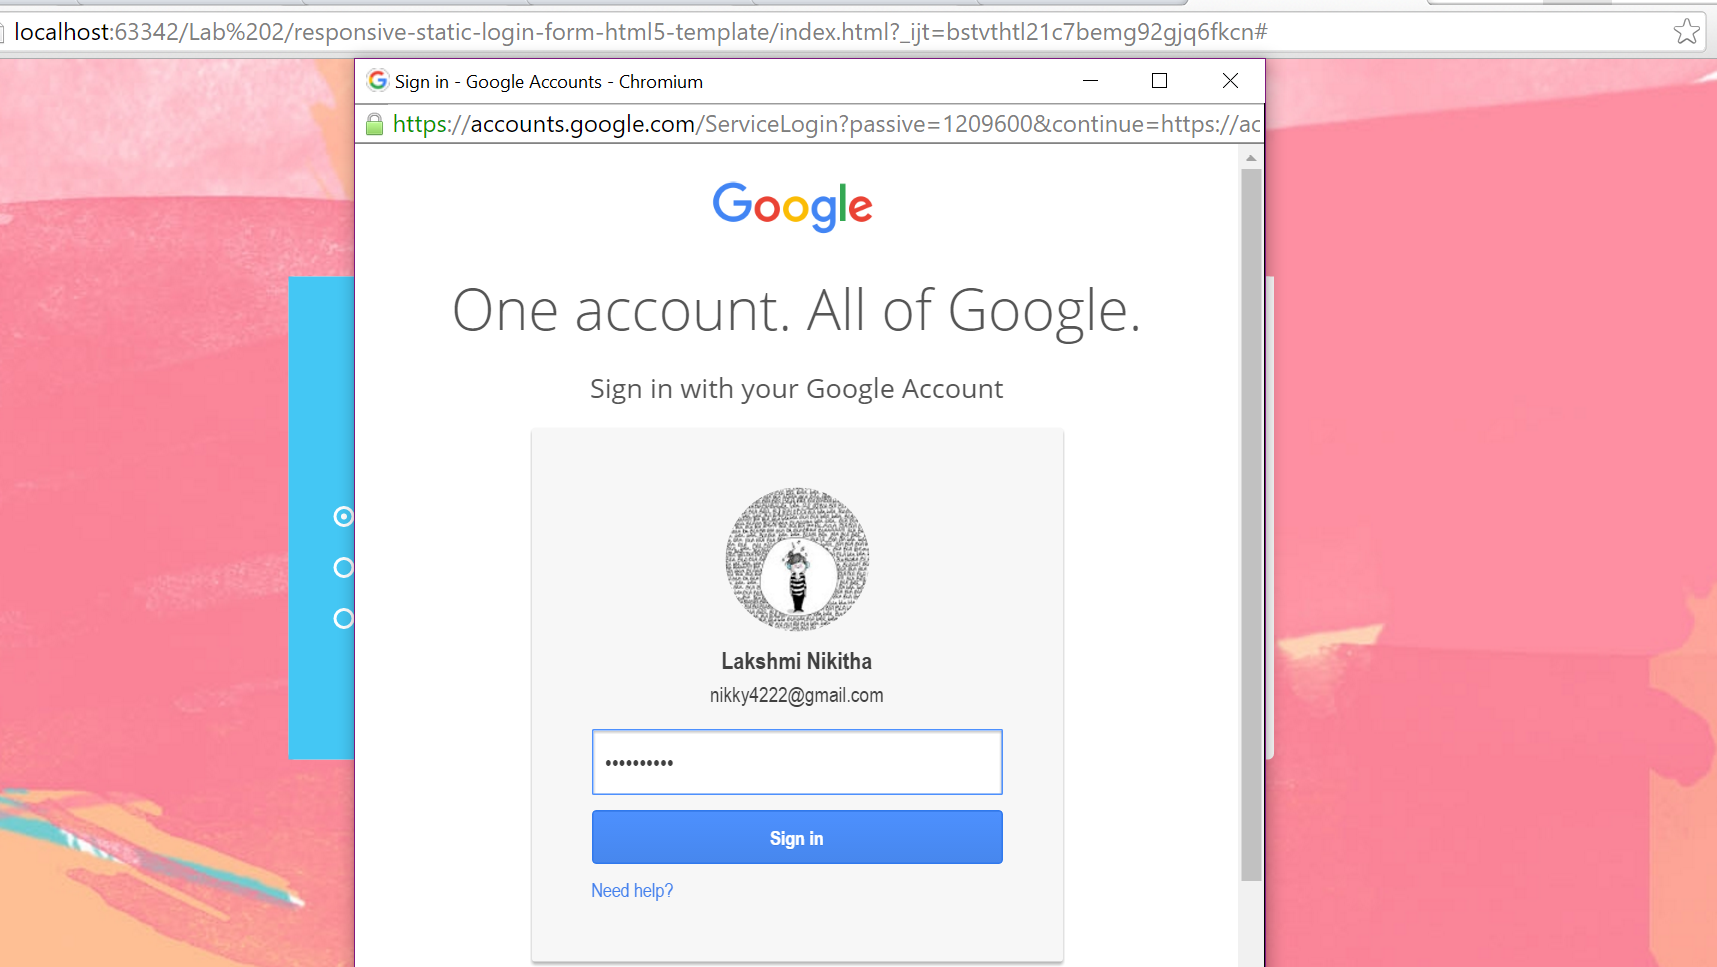 localhost:63342/Lab%202/responsive-static-login-form-html5-template/index.html?_ijt=bstvthtl21c7bemg92gjq6fkcn#
Sign in - Google Accounts - Chromium
https://accounts.google.com/ServiceLogin?passive=1209600&continue=https://ac
Google
One account. All of Google.
Sign in with your Google Account
Lakshmi Nikitha
nikky4222@gmail.com
••••••••••
Sign in
Need help?